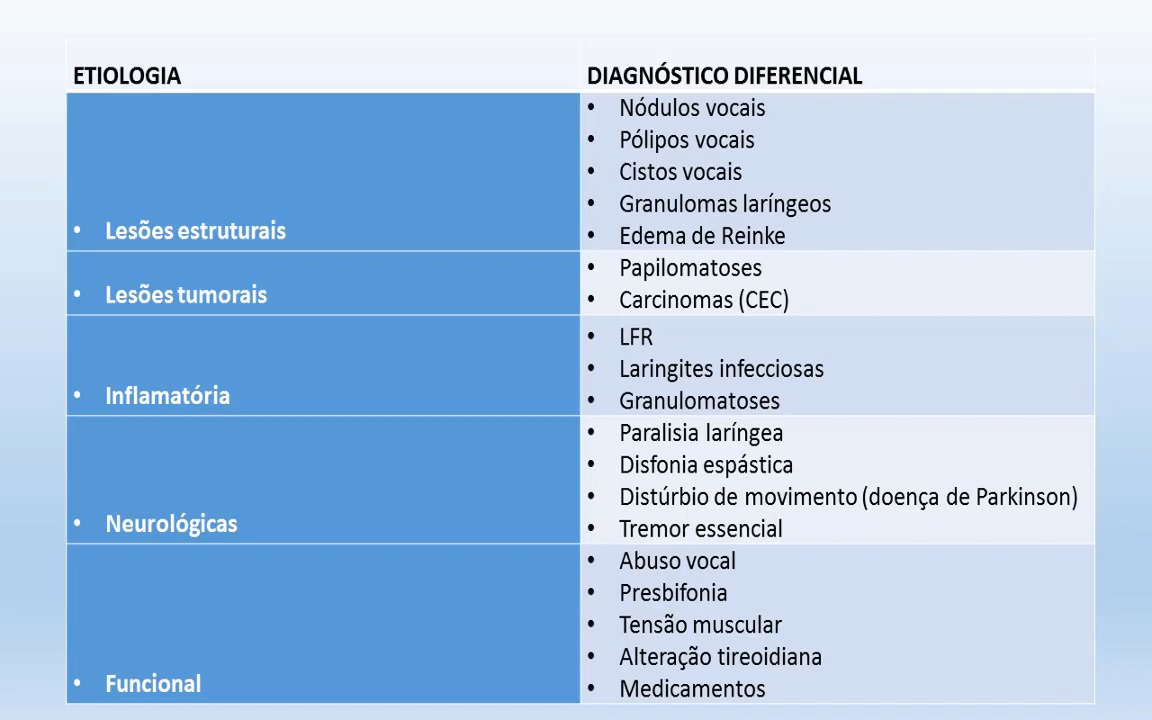 ETIOLOGIA
DIAGNÓSTICO DIFERENCIAL
• Lesões estruturais
• Nódulos vocais
• Pólipos vocais
• Cistos vocais
• Granulomas laríngeos
• Edema de Reinke
• Lesões tumorais
• Papilomatoses
• Carcinomas (CEC)
• Inflamatória
• LFR
• Laringites infecciosas
• Granulomatoses
• Neurológicas
• Paralisia laríngea
• Disfonia espástica
• Distúrbio de movimento (doença de Parkinson)
• Tremor essencial
• Funcional
• Abuso vocal
• Presbifonia
• Tensão muscular
• Alteração tireoidiana
• Medicamentos